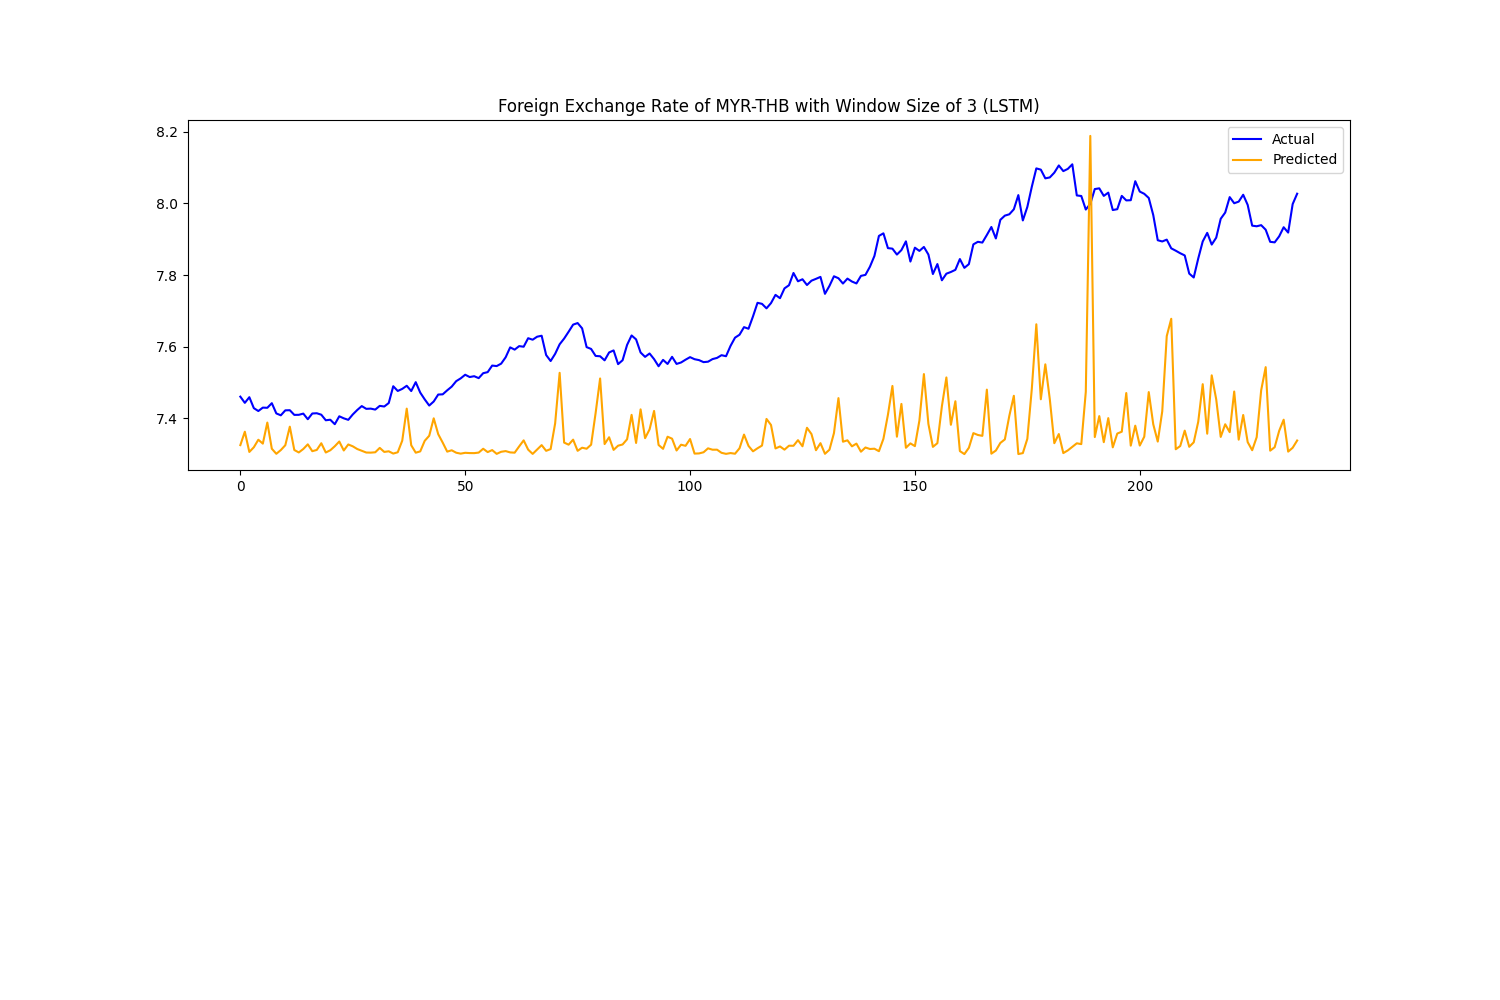 Foreign Exchange Rate of MYR-THB with Window Size of 3 (LSTM)
Actual
Predicted
8.2
8.0
7.8
7.6
7.4
0 50 100 150 200